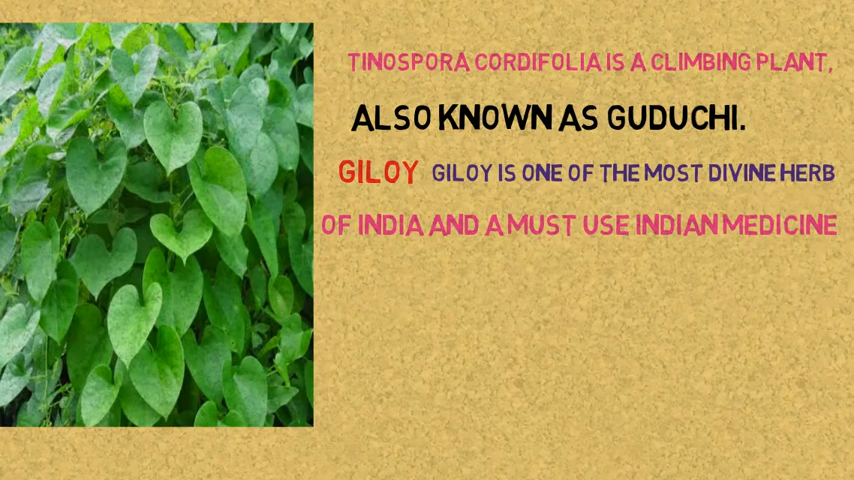 TINOSPORA CORDIFOLIA IS A CLIMBING PLANT,
ALSO KNOWN AS GUDUCHI.
GILOY GILOY IS ONE OF THE MOST DIVINE HERB
OF INDIA AND A MUST USE INDIAN MEDICINE